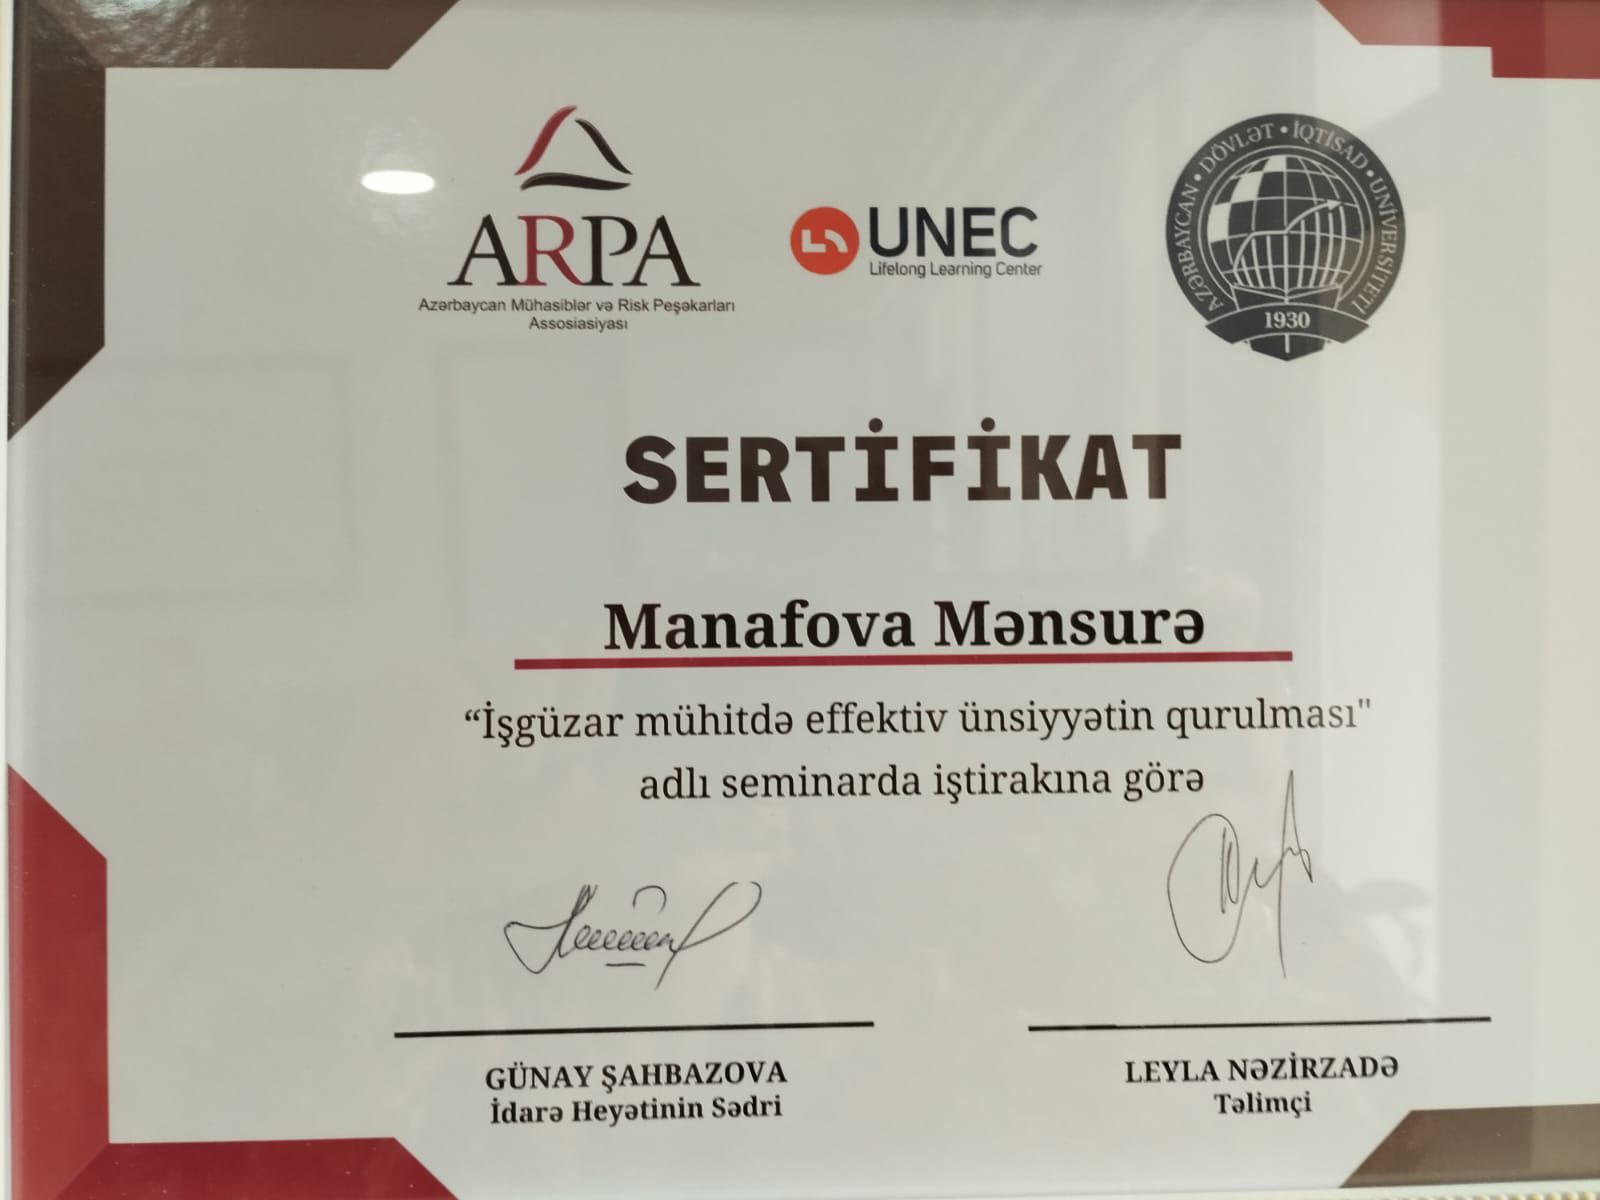 ARPA
Azərbaycan Mühasiblər və Risk Peşəkarları
Assosiasiyası
UNEC
Lifelong Learning Center
AZƏRBAYCAN • DÖVLƏT • İQTİSAD • UNİVERSİTETİ
1930
SERTİFİKAT
Manafova Mənsurə
“İşgüzar mühitdə effektiv ünsiyyətin qurulması"
adlı seminarda iştirakına görə
GÜNAY ŞAHBAZOVA
İdarə Heyətinin Sədri
LEYLA NƏZİRZADƏ
Təlimçi